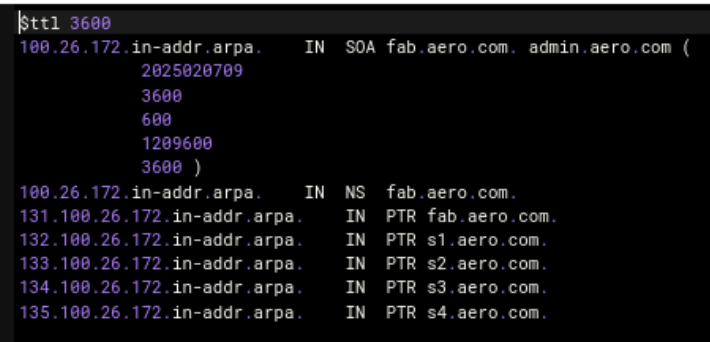 $ttl 3600
100.26.172.in-addr.arpa. IN SOA fab.aero.com. admin.aero.com (
2025020709
3600
600
1209600
3600 )
100.26.172.in-addr.arpa. IN NS fab.aero.com.
131.100.26.172.in-addr.arpa. IN PTR fab.aero.com.
132.100.26.172.in-addr.arpa. IN PTR s1.aero.com.
133.100.26.172.in-addr.arpa. IN PTR s2.aero.com.
134.100.26.172.in-addr.arpa. IN PTR s3.aero.com.
135.100.26.172.in-addr.arpa. IN PTR s4.aero.com.